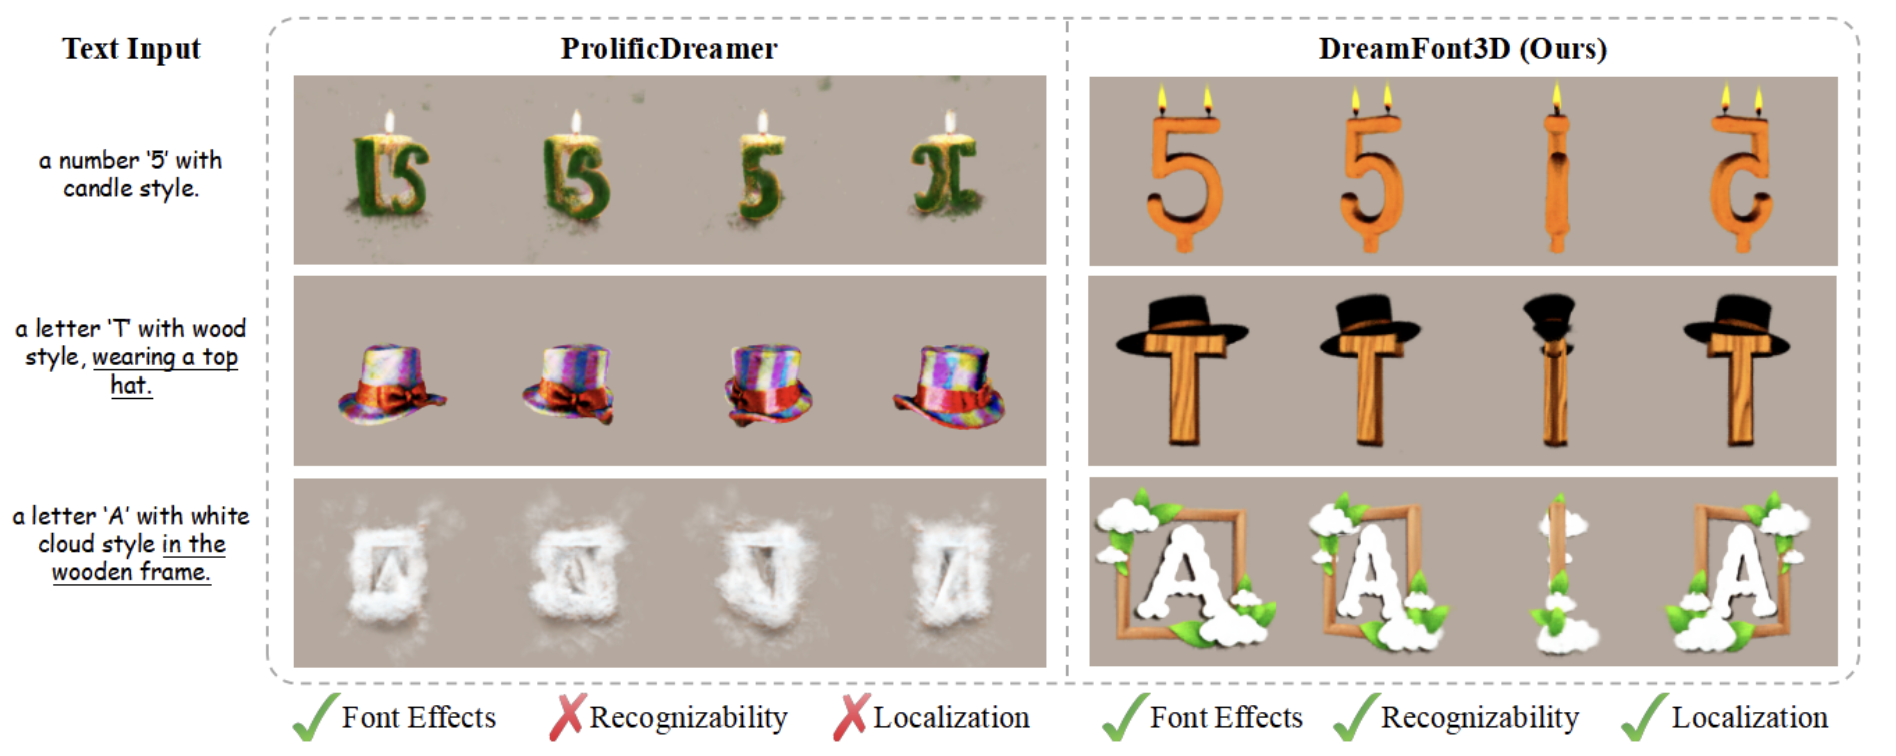 Text Input
ProlificDreamer
DreamFont3D (Ours)
a number ‘5’ with
candle style.
a letter ‘T’ with wood
style, wearing a top
hat.
a letter ‘A’ with white
cloud style in the
wooden frame.
5
T
A
✓ Font Effects
✗ Recognizability
✗ Localization
✓ Font Effects
✓ Recognizability
✓ Localization